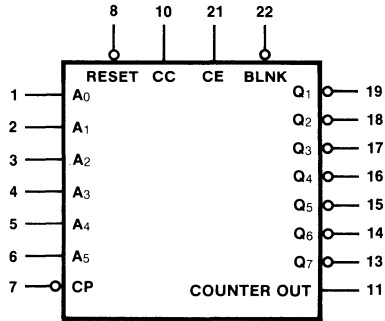 8 10 21 22
RESET CC CE BLNK
1 A0 Q1 19
2 A1 Q2 18
3 A2 Q3 17
4 A3 Q4 16
5 A4 Q5 15
6 A5 Q6 14
7 CP Q7 13
COUNTER OUT 11